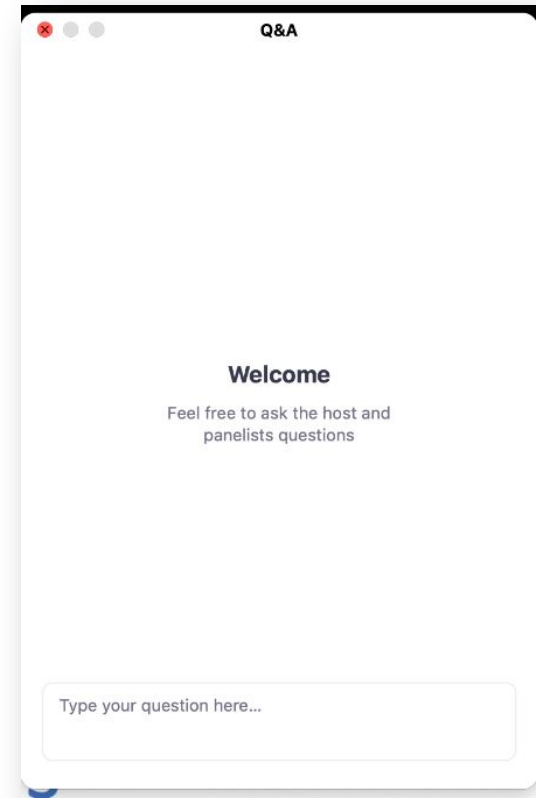 Q&A
Welcome
Feel free to ask the host and
panelists questions
Type your question here...